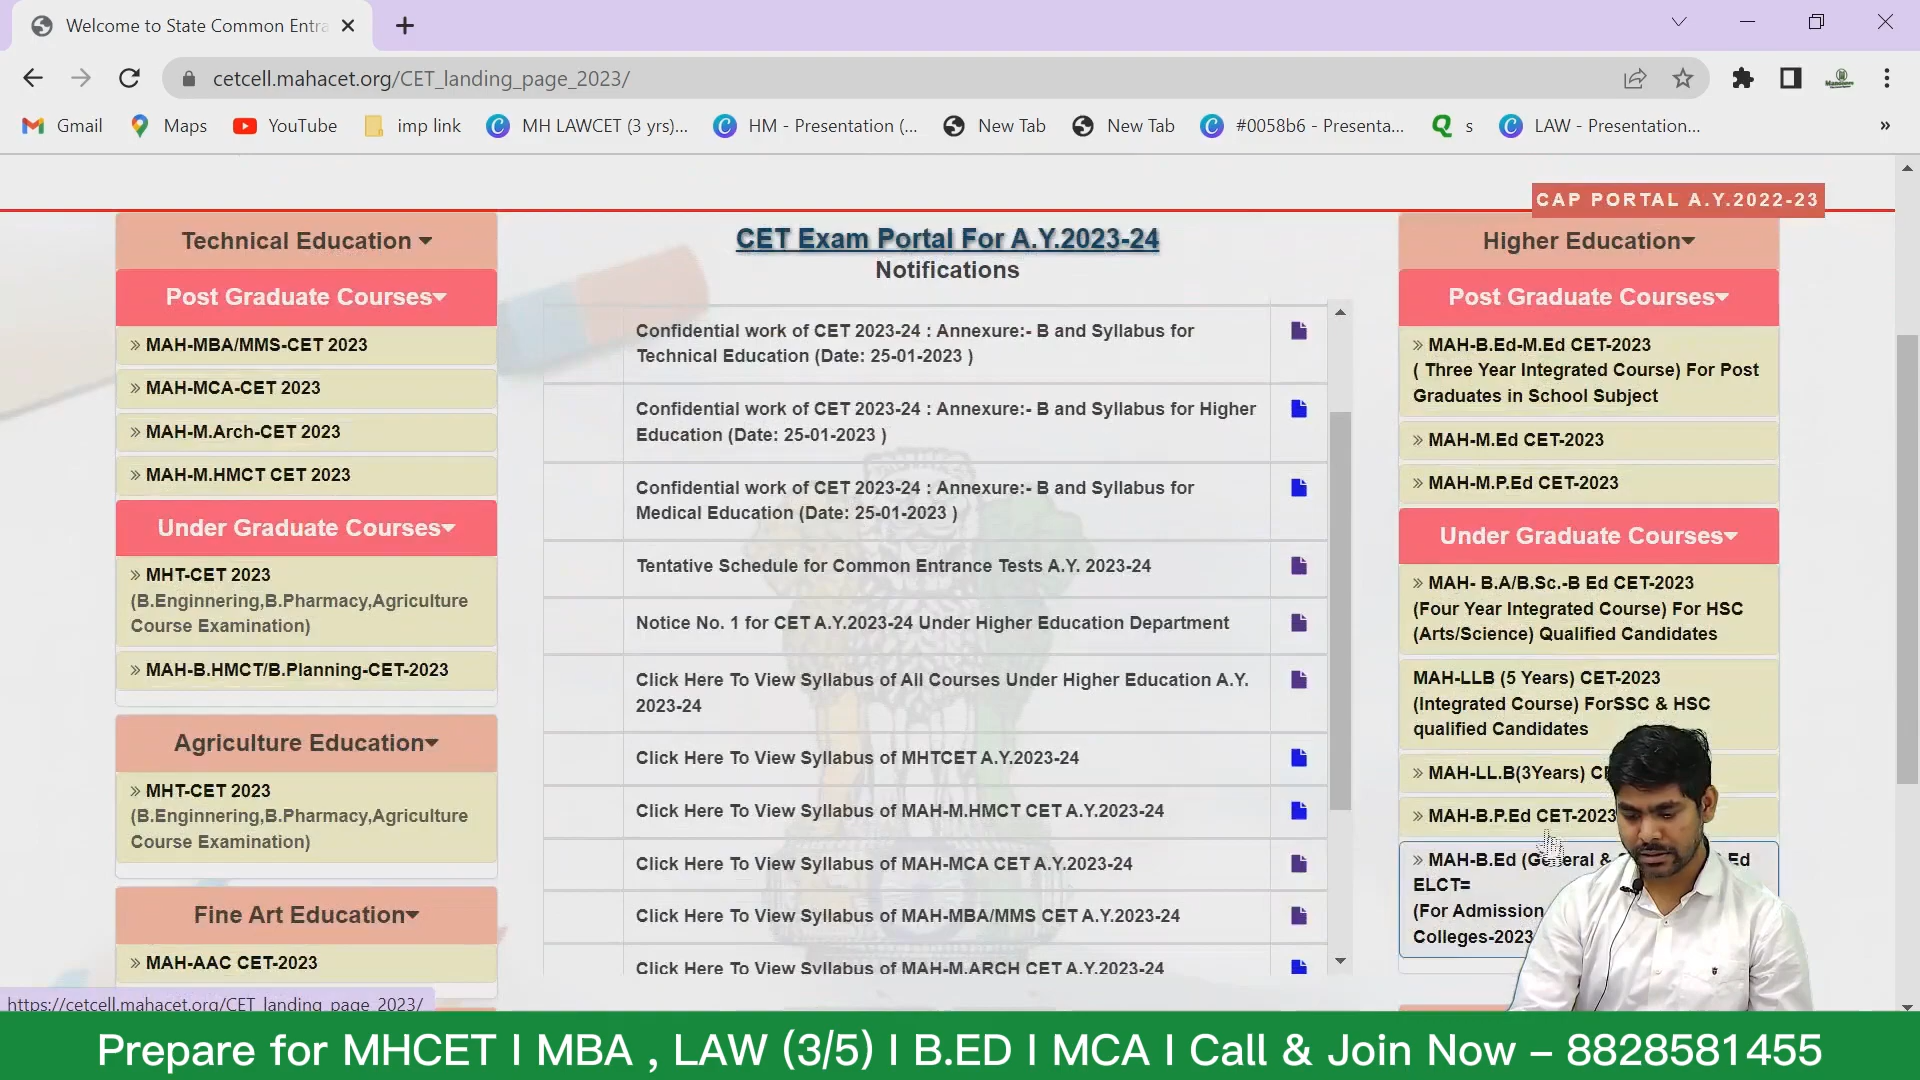 Welcome to State Common Entra
cetcell.mahacet.org/CET_landing_page_2023/
Gmail
Maps
YouTube
imp link
MH LAWCET (3 yrs)...
HM - Presentation (...
New Tab
New Tab
#0058b6 - Presenta...
s
LAW - Presentation...
»
CAP PORTAL A.Y.2022-23
Technical Education
Post Graduate Courses
» MAH-MBA/MMS-CET 2023
» MAH-MCA-CET 2023
» MAH-M.Arch-CET 2023
» MAH-M.HMCT CET 2023
Under Graduate Courses
» MHT-CET 2023
(B.Enginnering,B.Pharmacy,Agriculture
Course Examination)
» MAH-B.HMCT/B.Planning-CET-2023
Agriculture Education
» MHT-CET 2023
(B.Enginnering,B.Pharmacy,Agriculture
Course Examination)
Fine Art Education
» MAH-AAC CET-2023
CET Exam Portal For A.Y.2023-24
Notifications
Confidential work of CET 2023-24 : Annexure:- B and Syllabus for
Technical Education (Date: 25-01-2023 )
Confidential work of CET 2023-24 : Annexure:- B and Syllabus for Higher
Education (Date: 25-01-2023 )
Confidential work of CET 2023-24 : Annexure:- B and Syllabus for
Medical Education (Date: 25-01-2023 )
Tentative Schedule for Common Entrance Tests A.Y. 2023-24
Notice No. 1 for CET A.Y.2023-24 Under Higher Education Department
Click Here To View Syllabus of All Courses Under Higher Education A.Y.
2023-24
Click Here To View Syllabus of MHTCET A.Y.2023-24
Click Here To View Syllabus of MAH-M.HMCT CET A.Y.2023-24
Click Here To View Syllabus of MAH-MCA CET A.Y.2023-24
Click Here To View Syllabus of MAH-MBA/MMS CET A.Y.2023-24
Click Here To View Syllabus of MAH-M.ARCH CET A.Y.2023-24
Higher Education
Post Graduate Courses
» MAH-B.Ed-M.Ed CET-2023
( Three Year Integrated Course) For Post
Graduates in School Subject
» MAH-M.Ed CET-2023
» MAH-M.P.Ed CET-2023
Under Graduate Courses
» MAH- B.A/B.Sc.-B Ed CET-2023
(Four Year Integrated Course) For HSC
(Arts/Science) Qualified Candidates
MAH-LLB (5 Years) CET-2023
(Integrated Course) ForSSC & HSC
qualified Candidates
» MAH-LL.B(3Years)
» MAH-B.P.Ed CET-2023
» MAH-B.Ed (General & Ed
ELCT=
(For Admission
Colleges-2023
https://cetcell.mahacet.org/CET_landing_page_2023/
Prepare for MHCET I MBA , LAW (3/5) I B.ED I MCA I Call & Join Now – 8828581455